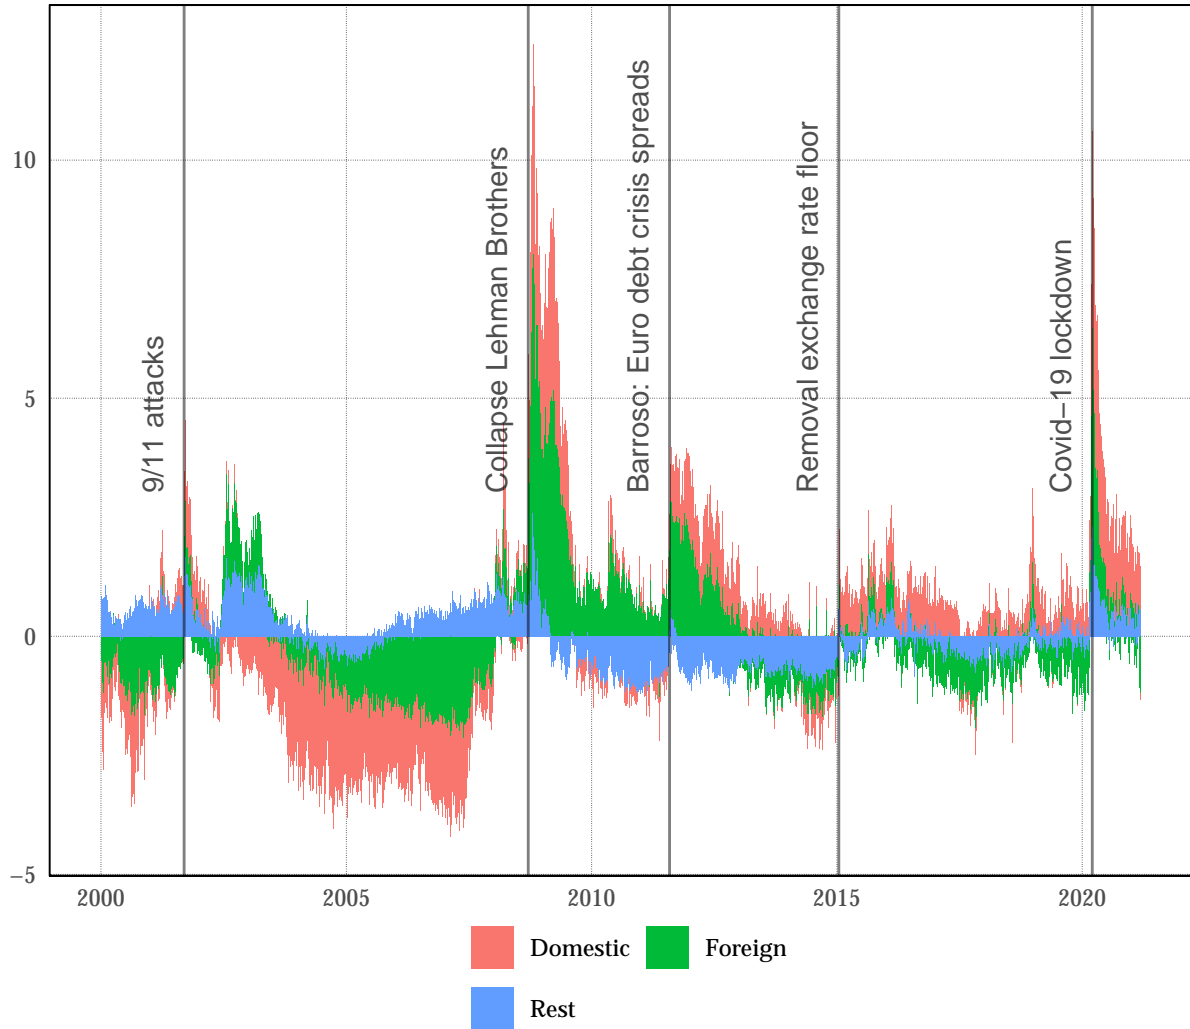 10
5
0
−5
9/11 attacks
Collapse Lehman Brothers
Barroso: Euro debt crisis spreads
Removal exchange rate floor
Covid−19 lockdown
2000
2005
2010
2015
2020
Domestic
Foreign
Rest